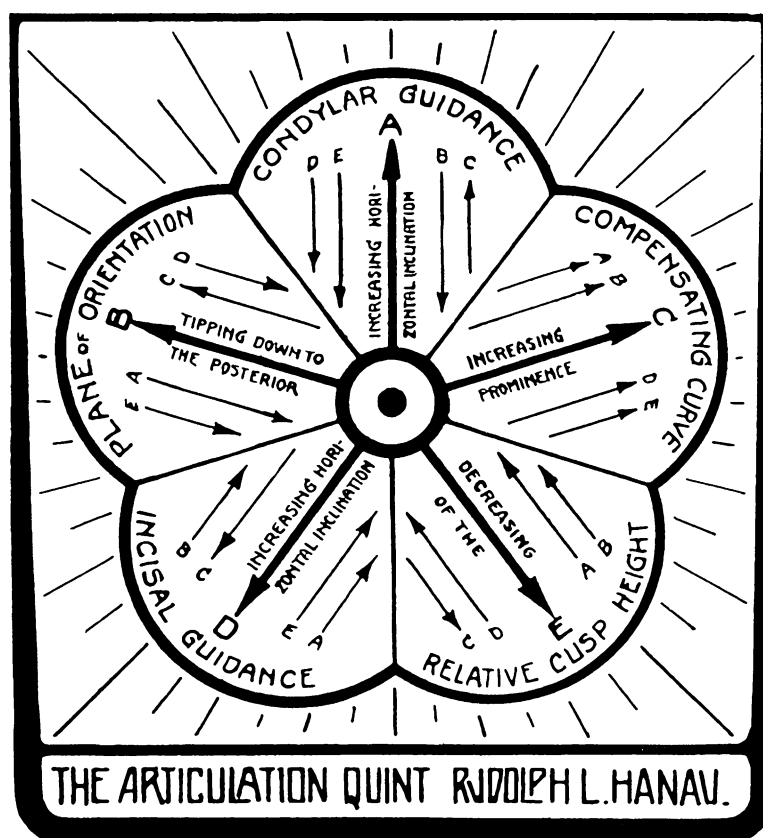 CONDYLAR GUIDANCE
A
D E B C
INCREASING HORI-
ZONTAL INCLINATION
COMPENSATING CURVE
C
A
B
INCREASING
PROMINENCE
D
E
RELATIVE CUSP HEIGHT
E
DECREASING
OF THE
A B
C D
INCISAL GUIDANCE
D
INCREASING HORI-
ZONTAL INCLINATION
B C
E A
PLANE OF ORIENTATION
B
D
C
TIPPING DOWN TO
THE POSTERIOR
A
E
THE ARTICULATION QUINT RUDOLPH L. HANAU.